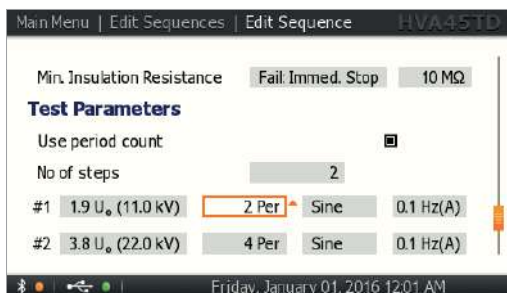 Main Menu | Edit Sequences | Edit Sequence HVA45TD
Min. Insulation Resistance Fail: Immed. Stop 10 MΩ
Test Parameters
Use period count
No of steps 2
#1 1.9 U₀ (11.0 kV) 2 Per Sine 0.1 Hz(A)
#2 3.8 U₀ (22.0 kV) 4 Per Sine 0.1 Hz(A)
Friday, January 01, 2016 12:01 AM